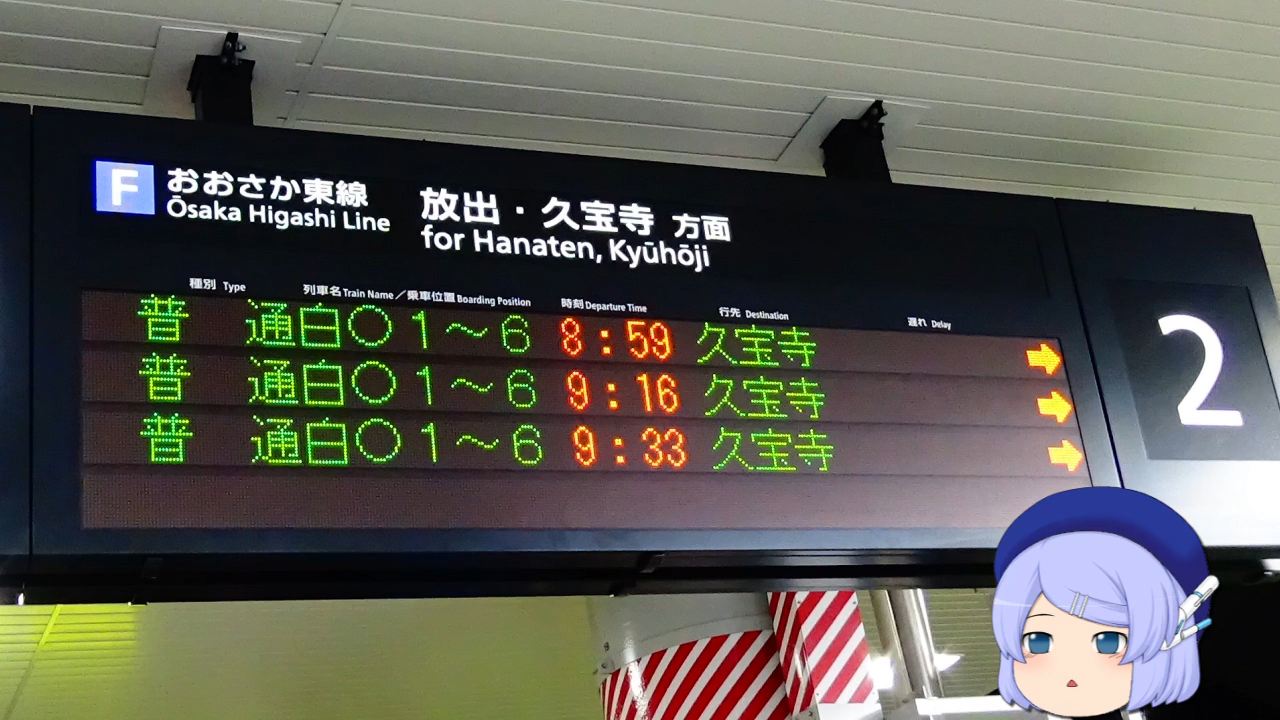 F おおさか東線 放出・久宝寺 方面
Ōsaka Higashi Line for Hanaten, Kyūhōji
種別 Type 列車名 Train Name／乗車位置 Boarding Position 時刻 Departure Time 行先 Destination 遅れ Delay
普通 白○1～6 8:59 久宝寺
普通 白○1～6 9:16 久宝寺
普通 白○1～6 9:33 久宝寺
2